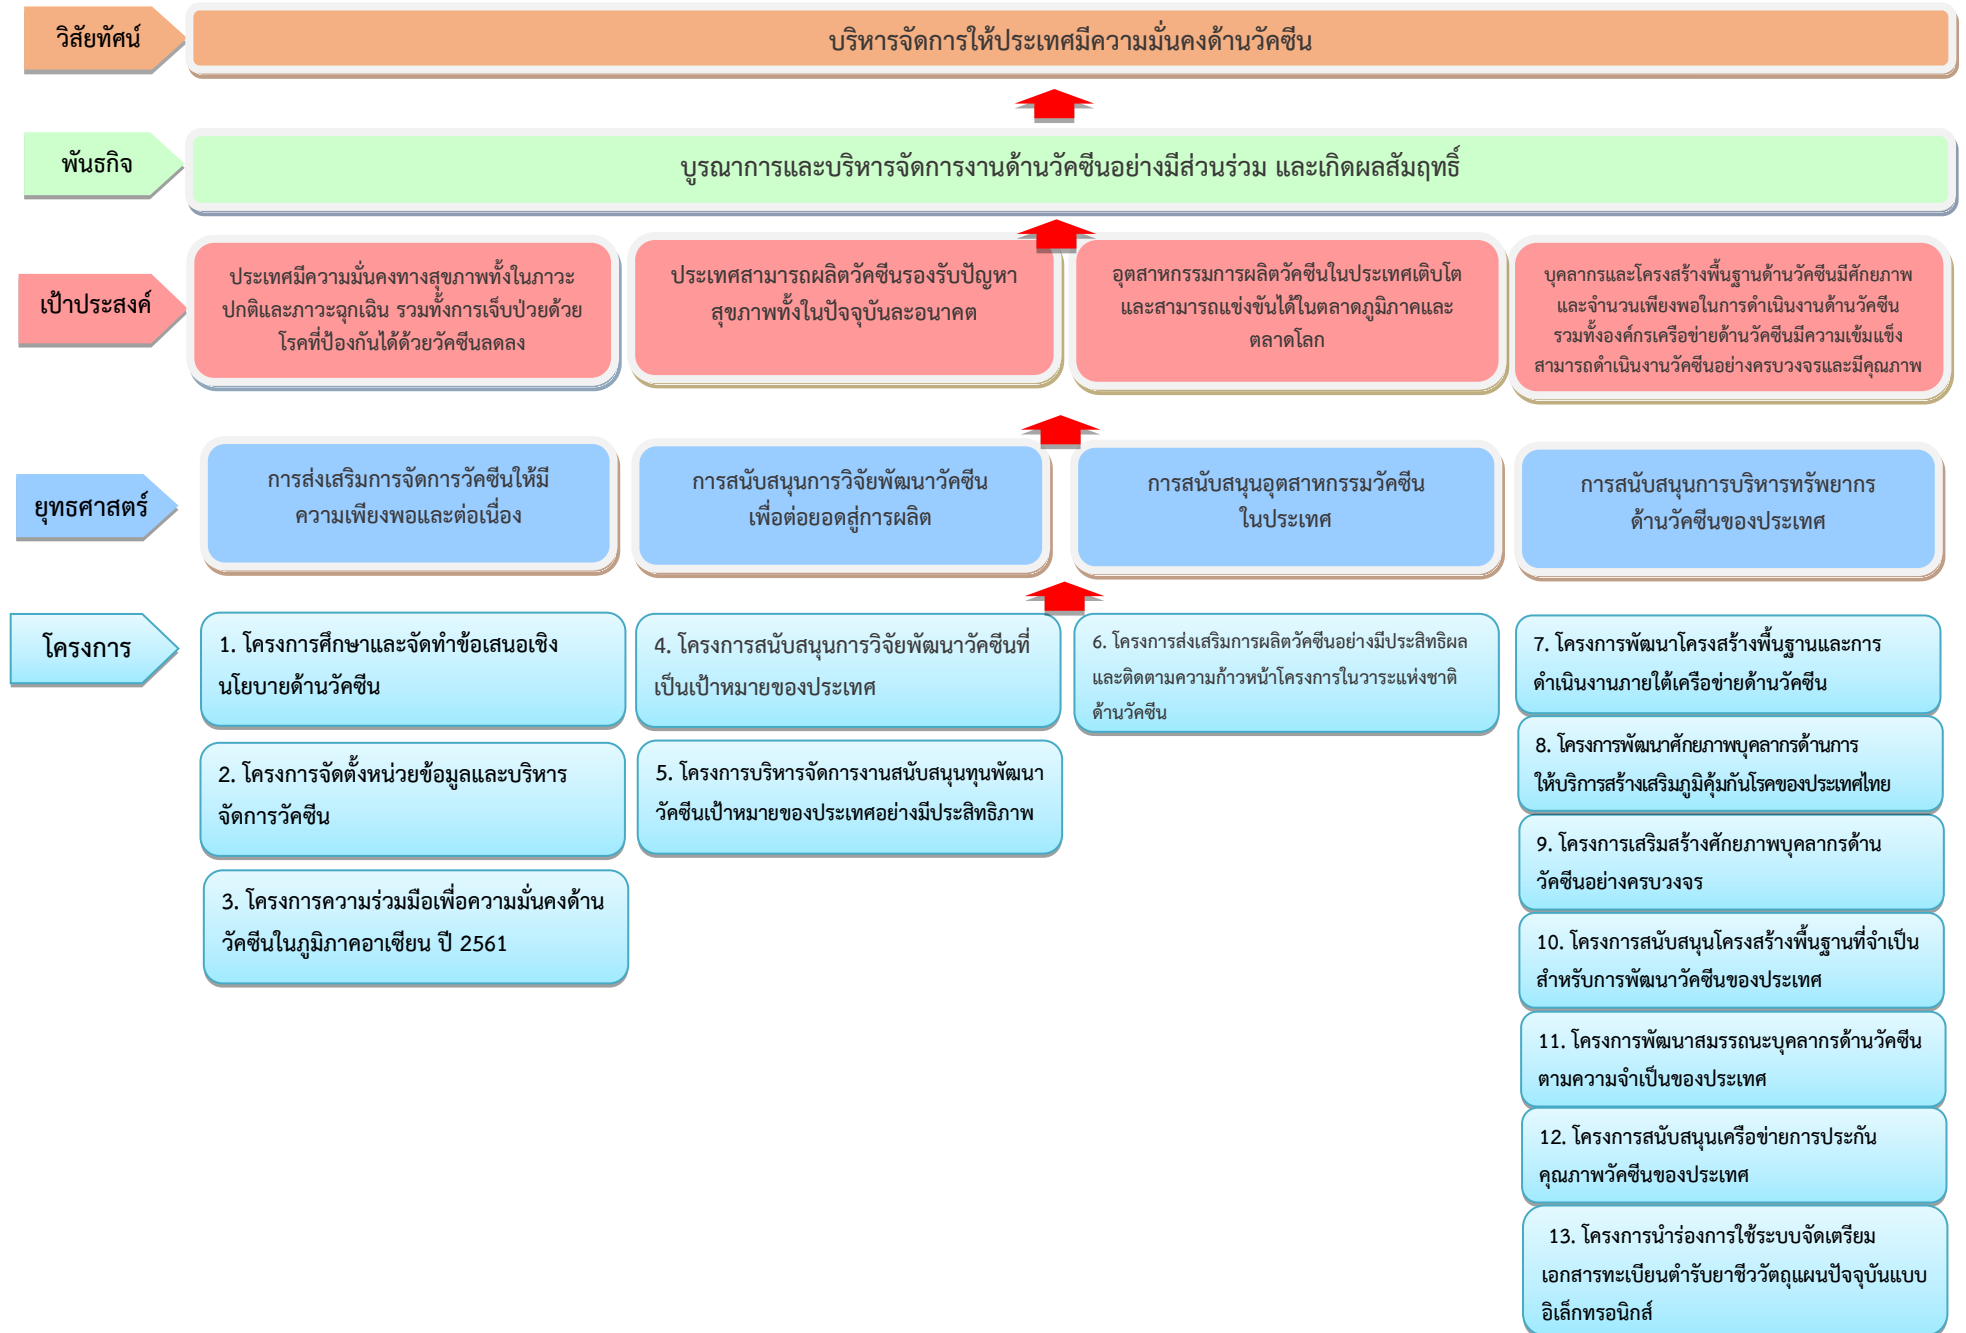 วิสัยทัศน์
บริหารจัดการให้ประเทศมีความมั่นคงด้านวัคซีน
พันธกิจ
บูรณาการและบริหารจัดการงานด้านวัคซีนอย่างมีส่วนร่วม และเกิดผลสัมฤทธิ์
เป้าประสงค์
ประเทศมีความมั่นคงทางสุขภาพทั้งในภาวะ
ปกติและภาวะฉุกเฉิน รวมทั้งการเจ็บป่วยด้วย
โรคที่ป้องกันได้ด้วยวัคซีนลดลง
ประเทศสามารถผลิตวัคซีนรองรับปัญหา
สุขภาพทั้งในปัจจุบันละอนาคต
อุตสาหกรรมการผลิตวัคซีนในประเทศเติบโต
และสามารถแข่งขันได้ในตลาดภูมิภาคและ
ตลาดโลก
บุคลากรและโครงสร้างพื้นฐานด้านวัคซีนมีศักยภาพ
และจำนวนเพียงพอในการดำเนินงานด้านวัคซีน
รวมทั้งองค์กรเครือข่ายด้านวัคซีนมีความเข้มแข็ง
สามารถดำเนินงานวัคซีนอย่างครบวงจรและมีคุณภาพ
ยุทธศาสตร์
การส่งเสริมการจัดการวัคซีนให้มี
ความเพียงพอและต่อเนื่อง
การสนับสนุนการวิจัยพัฒนาวัคซีน
เพื่อต่อยอดสู่การผลิต
การสนับสนุนอุตสาหกรรมวัคซีน
ในประเทศ
การสนับสนุนการบริหารทรัพยากร
ด้านวัคซีนของประเทศ
โครงการ
1. โครงการศึกษาและจัดทำข้อเสนอเชิง
นโยบายด้านวัคซีน
2. โครงการจัดตั้งหน่วยข้อมูลและบริหาร
จัดการวัคซีน
3. โครงการความร่วมมือเพื่อความมั่นคงด้าน
วัคซีนในภูมิภาคอาเซียน ปี 2561
4. โครงการสนับสนุนการวิจัยพัฒนาวัคซีนที่
เป็นเป้าหมายของประเทศ
5. โครงการบริหารจัดการงานสนับสนุนทุนพัฒนา
วัคซีนเป้าหมายของประเทศอย่างมีประสิทธิภาพ
6. โครงการส่งเสริมการผลิตวัคซีนอย่างมีประสิทธิผล
และติดตามความก้าวหน้าโครงการในวาระแห่งชาติ
ด้านวัคซีน
7. โครงการพัฒนาโครงสร้างพื้นฐานและการ
ดำเนินงานภายใต้เครือข่ายด้านวัคซีน
8. โครงการพัฒนาศักยภาพบุคลากรด้านการ
ให้บริการสร้างเสริมภูมิคุ้มกันโรคของประเทศไทย
9. โครงการเสริมสร้างศักยภาพบุคลากรด้าน
วัคซีนอย่างครบวงจร
10. โครงการสนับสนุนโครงสร้างพื้นฐานที่จำเป็น
สำหรับการพัฒนาวัคซีนของประเทศ
11. โครงการพัฒนาสมรรถนะบุคลากรด้านวัคซีน
ตามความจำเป็นของประเทศ
12. โครงการสนับสนุนเครือข่ายการประกัน
คุณภาพวัคซีนของประเทศ
13. โครงการนำร่องการใช้ระบบจัดเตรียม
เอกสารทะเบียนตำรับยาชีววัตถุแผนปัจจุบันแบบ
อิเล็กทรอนิกส์